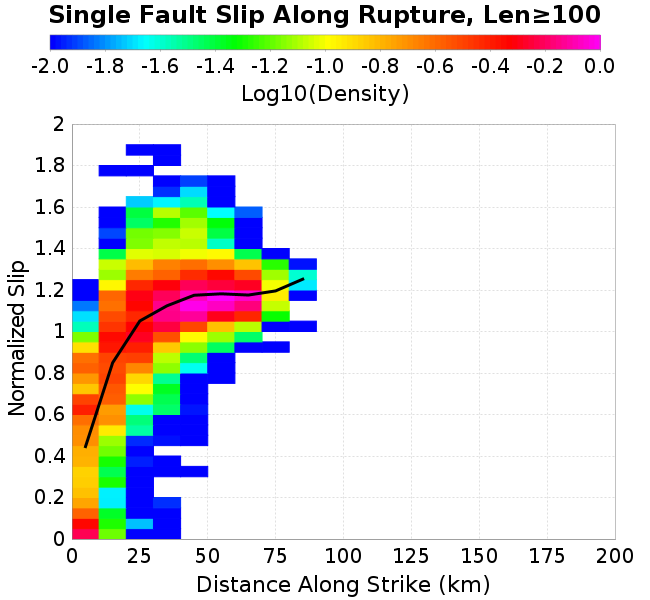 Single Fault Slip Along Rupture, Len≥100
-2.0 -1.8 -1.6 -1.4 -1.2 -1.0 -0.8 -0.6 -0.4 -0.2 0.0
Log10(Density)
2
1.8
1.6
1.4
1.2
1
0.8
0.6
0.4
0.2
0
Normalized Slip
0 25 50 75 100 125 150 175 200
Distance Along Strike (km)